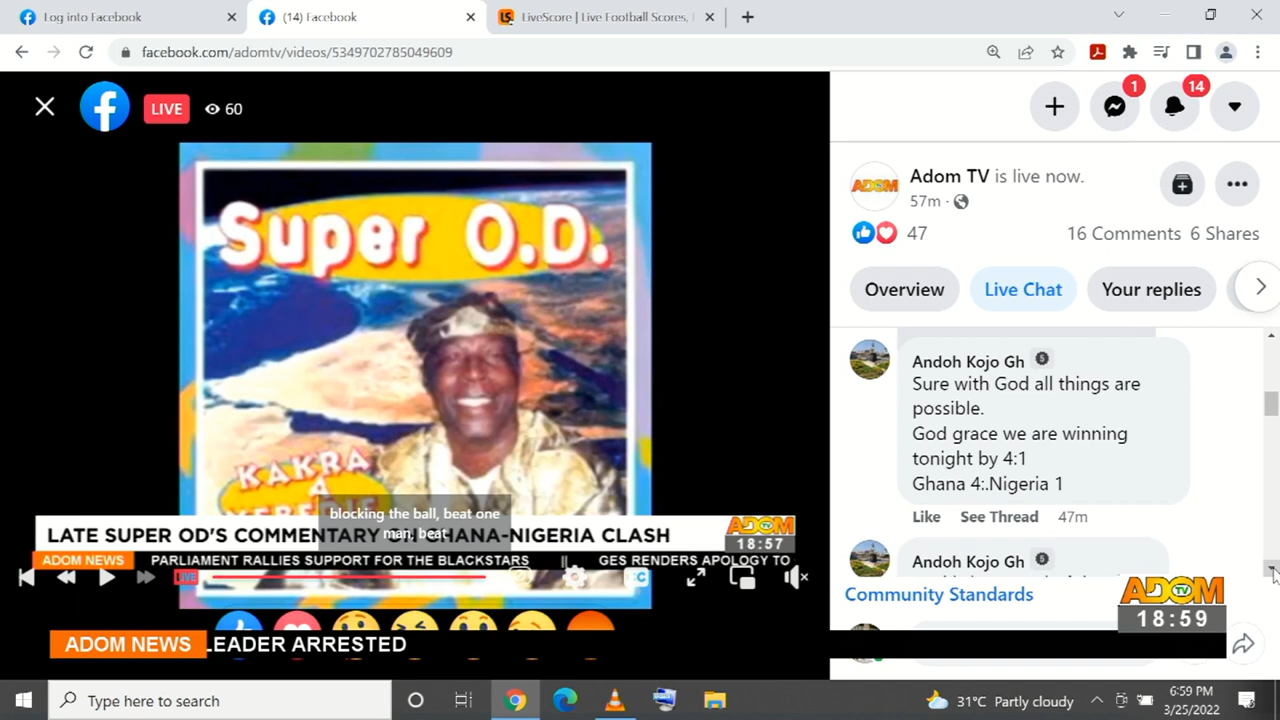 Log into Facebook
(14) Facebook
LiveScore | Live Football Scores,
facebook.com/adomtv/videos/5349702785049609
LIVE
60
1
14
Super O.D.
KAKRA
A
blocking the ball, beat one
man, beat
LATE SUPER OD'S COMMENTARY ON GHANA-NIGERIA CLASH
ADOM TV
18:57
ADOM NEWS
PARLIAMENT RALLIES SUPPORT FOR THE BLACKSTARS || GES RENDERS APOLOGY TO
LIVE
ADOM NEWS
LEADER ARRESTED
ADOM
Adom TV is live now.
57m ·
47
16 Comments 6 Shares
Overview
Live Chat
Your replies
Andoh Kojo Gh
Sure with God all things are
possible.
God grace we are winning
tonight by 4:1
Ghana 4:.Nigeria 1
Like See Thread 47m
Andoh Kojo Gh
Community Standards
ADOM TV
18:59
Type here to search
31°C Partly cloudy
6:59 PM
3/25/2022